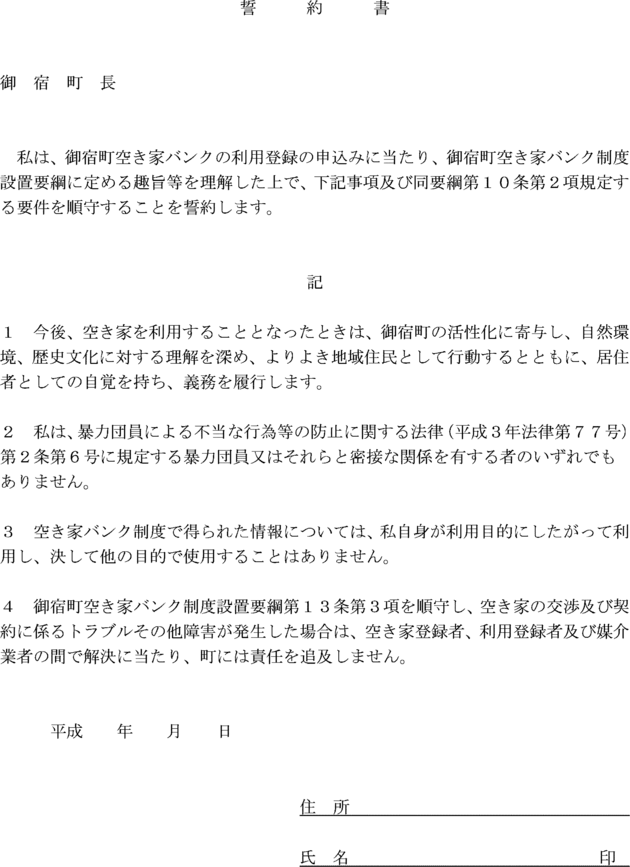 誓　　約　　書
御　宿　町　長
　私は、御宿町空き家バンクの利用登録の申込みに当たり、御宿町空き家バンク制度
設置要綱に定める趣旨等を理解した上で、下記事項及び同要綱第１０条第２項規定す
る要件を順守することを誓約します。
記
１　今後、空き家を利用することとなったときは、御宿町の活性化に寄与し、自然環
境、歴史文化に対する理解を深め、よりよき地域住民として行動するとともに、居住
者としての自覚を持ち、義務を履行します。
２　私は、暴力団員による不当な行為等の防止に関する法律（平成３年法律第７７号）
第２条第６号に規定する暴力団員又はそれらと密接な関係を有する者のいずれでも
ありません。
３　空き家バンク制度で得られた情報については、私自身が利用目的にしたがって利
用し、決して他の目的で使用することはありません。
４　御宿町空き家バンク制度設置要綱第１３条第３項を順守し、空き家の交渉及び契
約に係るトラブルその他障害が発生した場合は、空き家登録者、利用登録者及び媒介
業者の間で解決に当たり、町には責任を追及しません。
平成　　年　　月　　日
住　所
氏　名　　　　　　　　　　　　　　　印